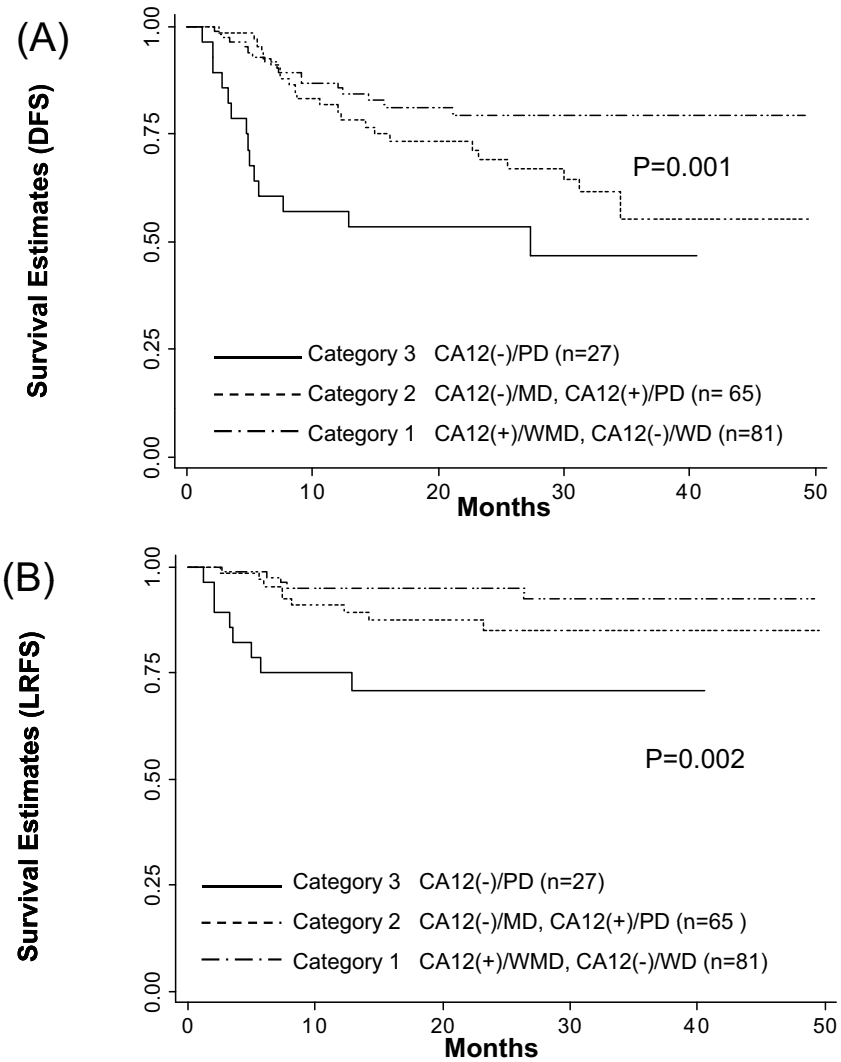 (A)
Survival Estimates (DFS)
1.00
0.75
0.50
0.25
0.00
P=0.001
Category 3 CA12(-)/PD (n=27)
Category 2 CA12(-)/MD, CA12(+)/PD (n= 65)
Category 1 CA12(+)/WMD, CA12(-)/WD (n=81)
0 10 20 30 40 50
Months
(B)
Survival Estimates (LRFS)
1.00
0.75
0.50
0.25
0.00
P=0.002
Category 3 CA12(-)/PD (n=27)
Category 2 CA12(-)/MD, CA12(+)/PD (n=65 )
Category 1 CA12(+)/WMD, CA12(-)/WD (n=81)
0 10 20 30 40 50
Months